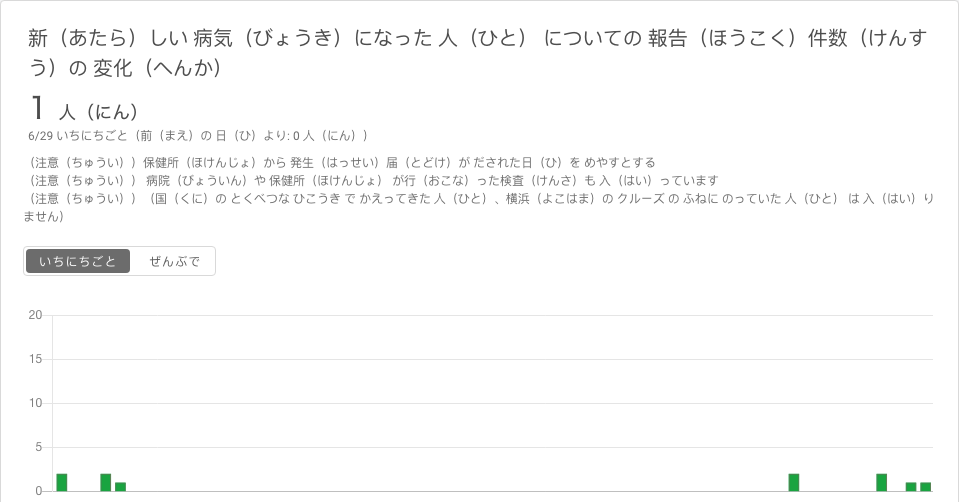 新（あたら）しい 病気（びょうき）になった 人（ひと） についての 報告（ほうこく）件数（けんす
う）の 変化（へんか）
1 人（にん）
6/29 いちにちごと（前（まえ）の 日（ひ）より: 0 人（にん））
（注意（ちゅうい））保健所（ほけんじょ）から 発生（はっせい）届（とどけ）が だされた日（ひ）を めやすとする
（注意（ちゅうい）） 病院（びょういん）や 保健所（ほけんじょ） が行（おこな）った検査（けんさ）も 入（はい）っています
（注意（ちゅうい））（国（くに）の とくべつな ひこうき で かえってきた 人（ひと）、横浜（よこはま）の クルーズ の ふねに のっていた 人（ひと） は 入（はい）り
ません）
いちにちごと ぜんぶで
20
15
10
5
0